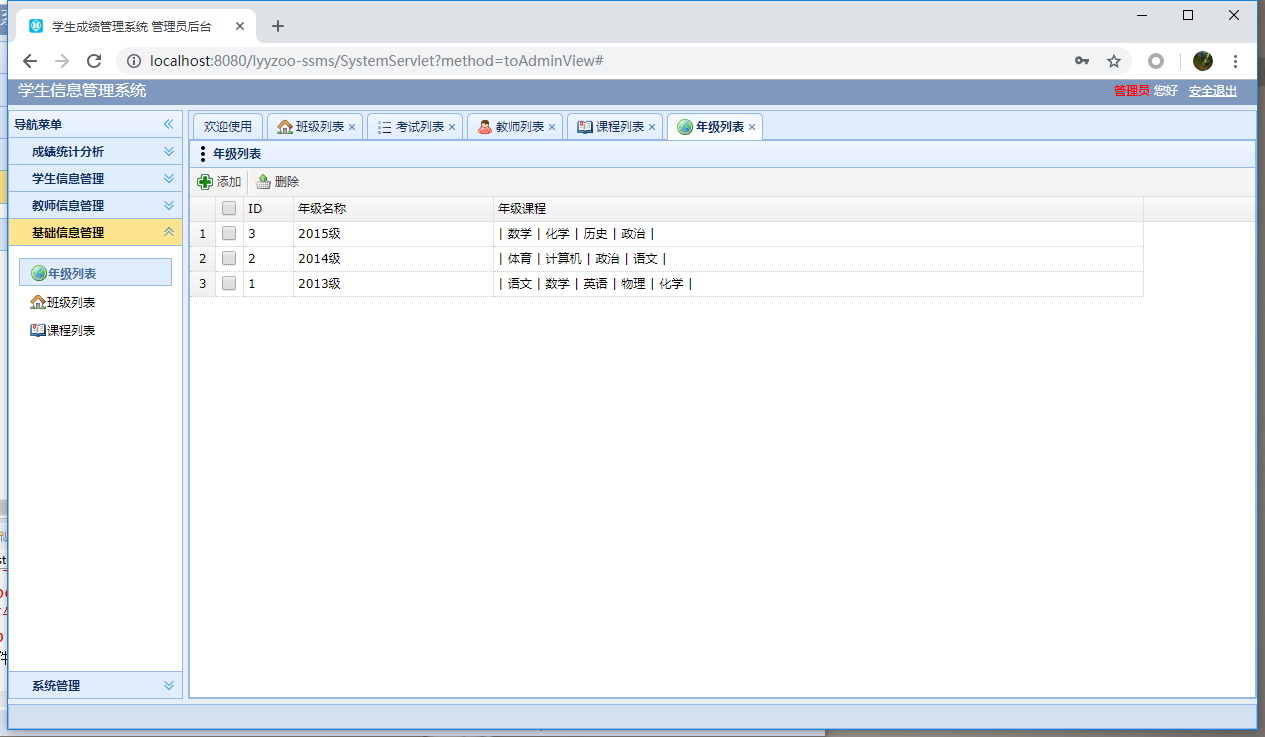 学生成绩管理系统 管理员后台
localhost:8080/lyyzoo-ssms/SystemServlet?method=toAdminView#
学生信息管理系统
管理员 您好 安全退出
导航菜单
成绩统计分析
学生信息管理
教师信息管理
基础信息管理
年级列表
班级列表
课程列表
系统管理
欢迎使用 班级列表 考试列表 教师列表 课程列表 年级列表
年级列表
添加 删除
ID 年级名称 年级课程
1 3 2015级 | 数学 | 化学 | 历史 | 政治 |
2 2 2014级 | 体育 | 计算机 | 政治 | 语文 |
3 1 2013级 | 语文 | 数学 | 英语 | 物理 | 化学 |